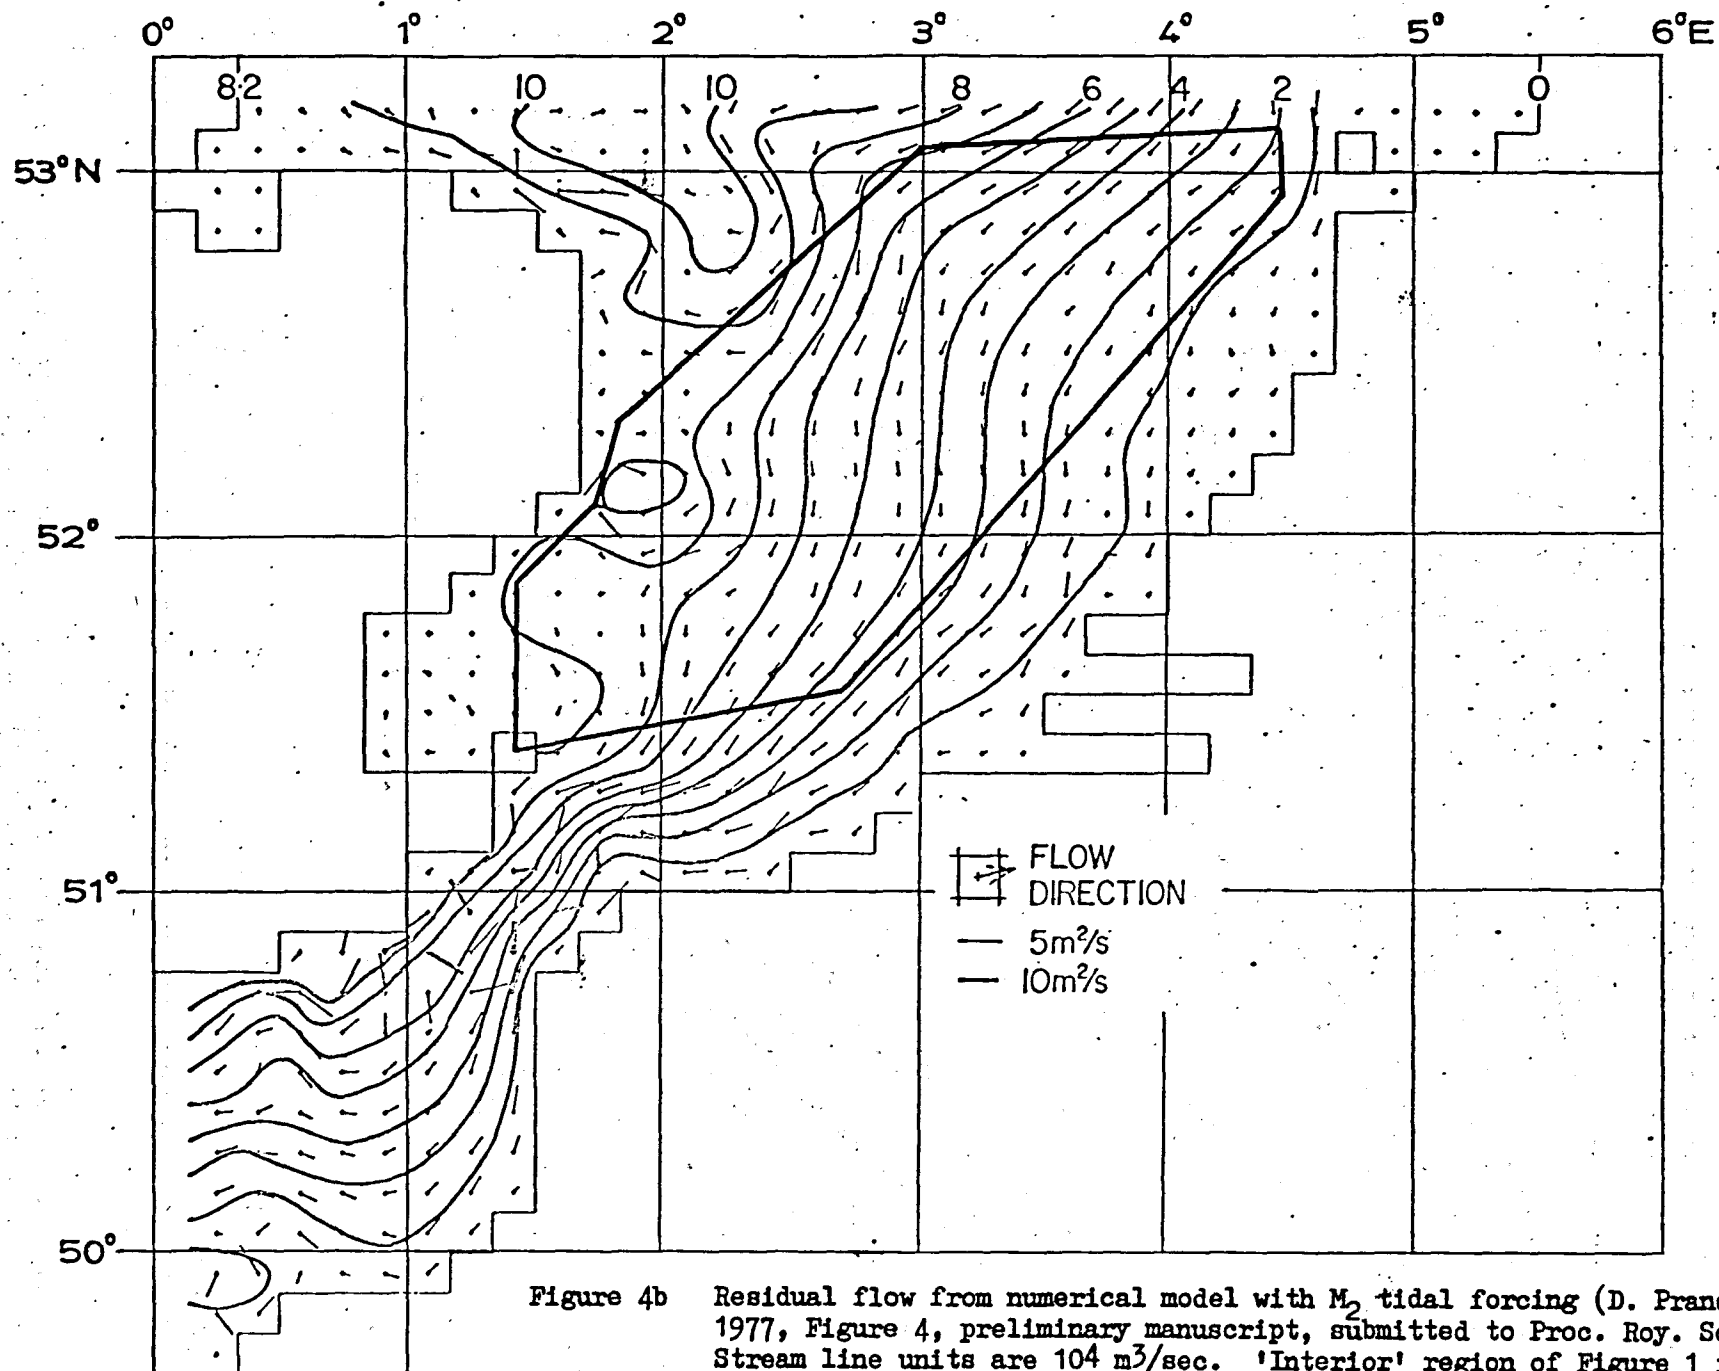 0° 1° 2° 3° 4° 5° 6°E
8·2 10 10 8 6 4 2 0
53°N
52°
51°
FLOW
DIRECTION
5m²/s
10m²/s
50°
Figure 4b Residual flow from numerical model with M₂ tidal forcing (D.
1977, Figure 4, preliminary manuscript, submitted to Proc. Roy.
Stream line units are 10⁴ m³/sec. 'Interior' region of Figure 1